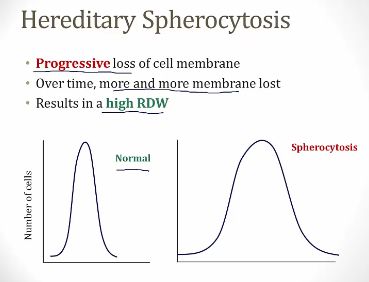 Hereditary Spherocytosis
• Progressive loss of cell membrane
• Over time, more and more membrane lost
• Results in a high RDW
Normal
Spherocytosis
Number of cells